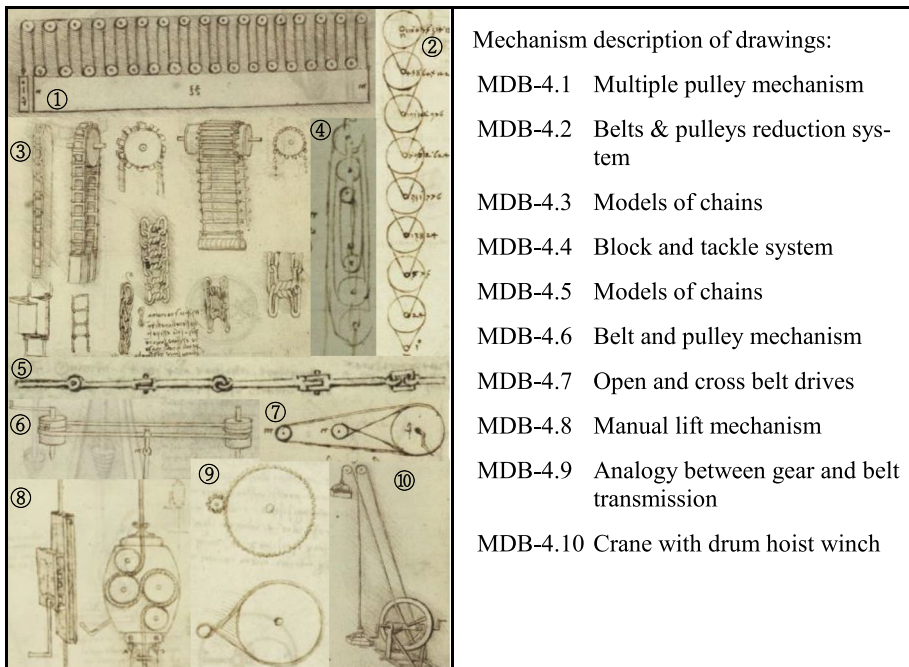 ①
②
③
④
⑤
⑥
⑦
⑧
⑨
⑩
Mechanism description of drawings:
MDB-4.1 Multiple pulley mechanism
MDB-4.2 Belts & pulleys reduction sys-
tem
MDB-4.3 Models of chains
MDB-4.4 Block and tackle system
MDB-4.5 Models of chains
MDB-4.6 Belt and pulley mechanism
MDB-4.7 Open and cross belt drives
MDB-4.8 Manual lift mechanism
MDB-4.9 Analogy between gear and belt
transmission
MDB-4.10 Crane with drum hoist winch